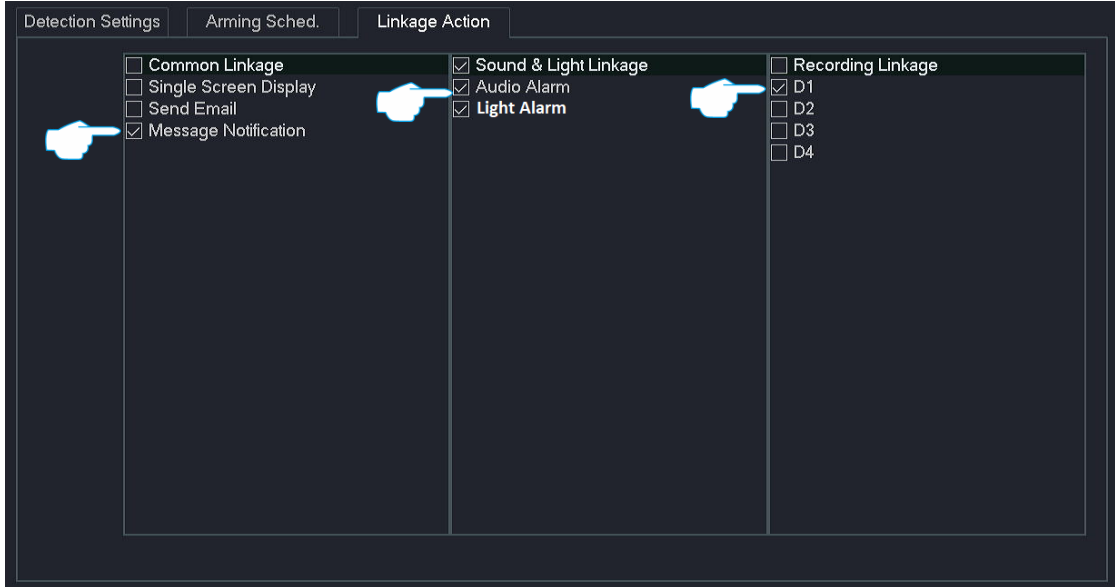 Detection Settings
Arming Sched.
Linkage Action
Common Linkage
Single Screen Display
Send Email
Message Notification
Sound & Light Linkage
Audio Alarm
Light Alarm
Recording Linkage
D1
D2
D3
D4